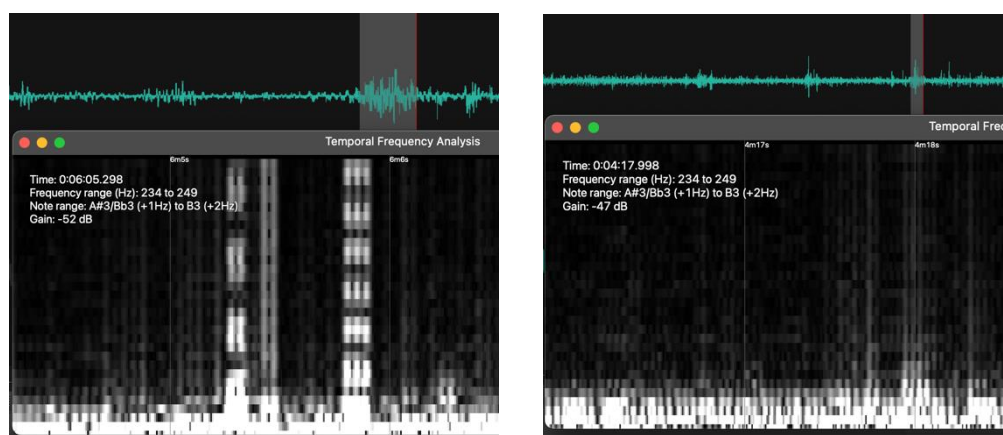 Temporal Frequency Analysis
6m5s 6m6s
Time: 0:06:05.298
Frequency range (Hz): 234 to 249
Note range: A#3/Bb3 (+1Hz) to B3 (+2Hz)
Gain: -52 dB
Temporal Fre
4m17s 4m18s
Time: 0:04:17.998
Frequency range (Hz): 234 to 249
Note range: A#3/Bb3 (+1Hz) to B3 (+2Hz)
Gain: -47 dB